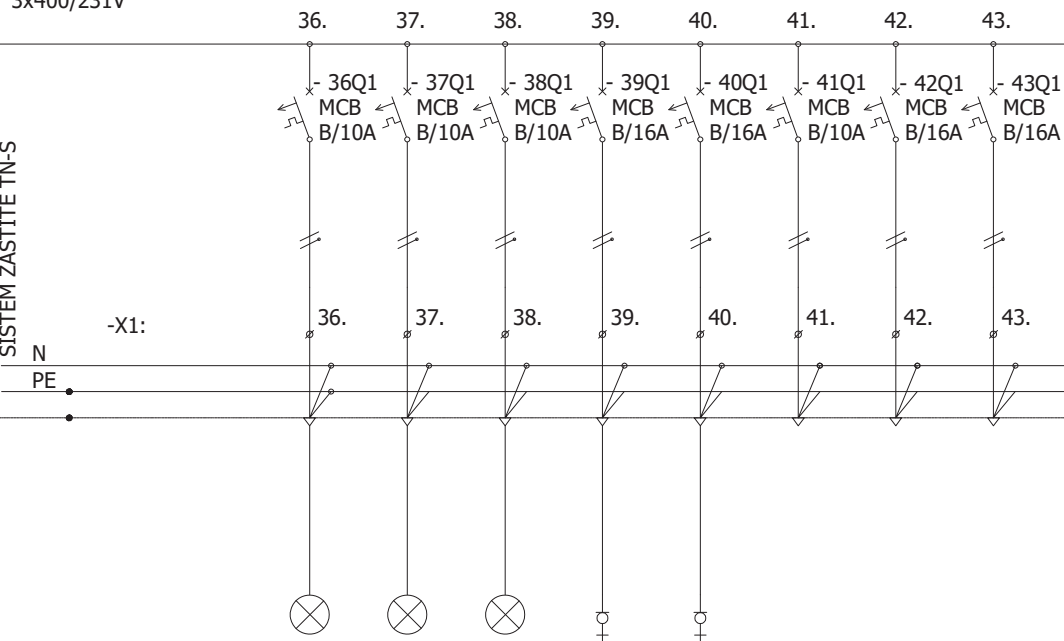 3x400/231V
36. 37. 38. 39. 40. 41. 42. 43.
- 36Q1 - 37Q1 - 38Q1 - 39Q1 - 40Q1 - 41Q1 - 42Q1 - 43Q1
MCB MCB MCB MCB MCB MCB MCB MCB
B/10A B/10A B/10A B/16A B/16A B/10A B/16A B/16A
SISTEM ZASTITE TN-S
-X1: 36. 37. 38. 39. 40. 41. 42. 43.
N
PE